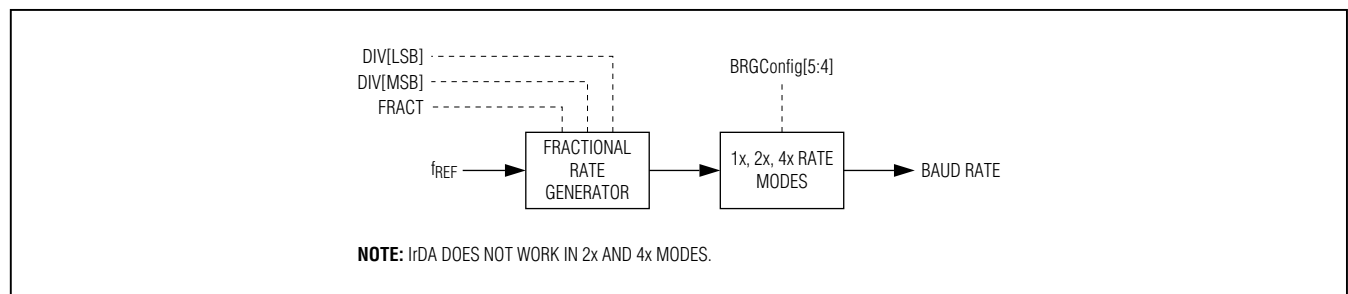 DIV[LSB]
DIV[MSB]
FRACT
BRGConfig[5:4]
fREF
FRACTIONAL
RATE
GENERATOR
1x, 2x, 4x RATE
MODES
BAUD RATE
NOTE: IrDA DOES NOT WORK IN 2x AND 4x MODES.